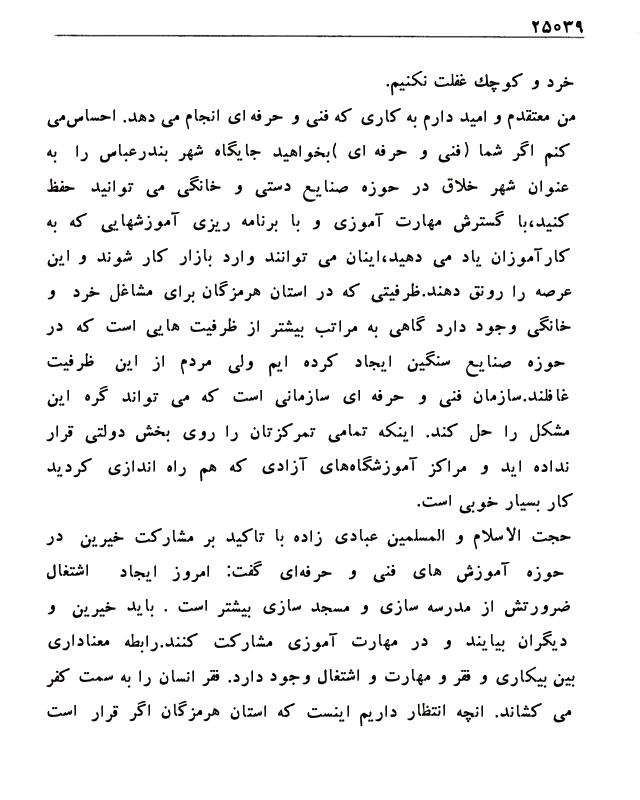 ۲۵۰۳۹
خرد و کوچك غفلت نکنیم.
من معتقدم و امید دارم به کاری که فنی و حرفه ای انجام می دهد. احساس‌می
کنم اگر شما (فنی و حرفه ای )بخواهید جایگاه شهر بندرعباس را به
عنوان شهر خلاق در حوزه صنایع دستی و خانگی می توانید حفظ
کنید،با گسترش مهارت آموزی و با برنامه ریزی آموزشهایی که به
کارآموزان یاد می دهید،اینان می توانند وارد بازار کار شوند و این
عرصه را رونق دهند.ظرفیتی که در استان هرمزگان برای مشاغل خرد و
خانگی وجود دارد گاهی به مراتب بیشتر از ظرفیت هایی است که در
حوزه صنایع سنگین ایجاد کرده ایم ولی مردم از این ظرفیت
غافلند.سازمان فنی و حرفه ای سازمانی است که می تواند گره این
مشکل را حل کند. اینکه تمامی تمرکزتان را روی بخش دولتی قرار
نداده اید و مراکز آموزشگاه‌های آزادی که هم راه اندازی کردید
کار بسیار خوبی است.
حجت الاسلام و المسلمین عبادی زاده با تاکید بر مشارکت خیرین در
حوزه آموزش های فنی و حرفه‌ای گفت: امروز ایجاد اشتغال
ضرورتش از مدرسه سازی و مسجد سازی بیشتر است . باید خیرین و
دیگران بیایند و در مهارت آموزی مشارکت کنند.رابطه معناداری
بین بیکاری و فقر و مهارت و اشتغال وجود دارد. فقر انسان را به سمت کفر
می کشاند. انچه انتظار داریم اینست که استان هرمزگان اگر قرار است